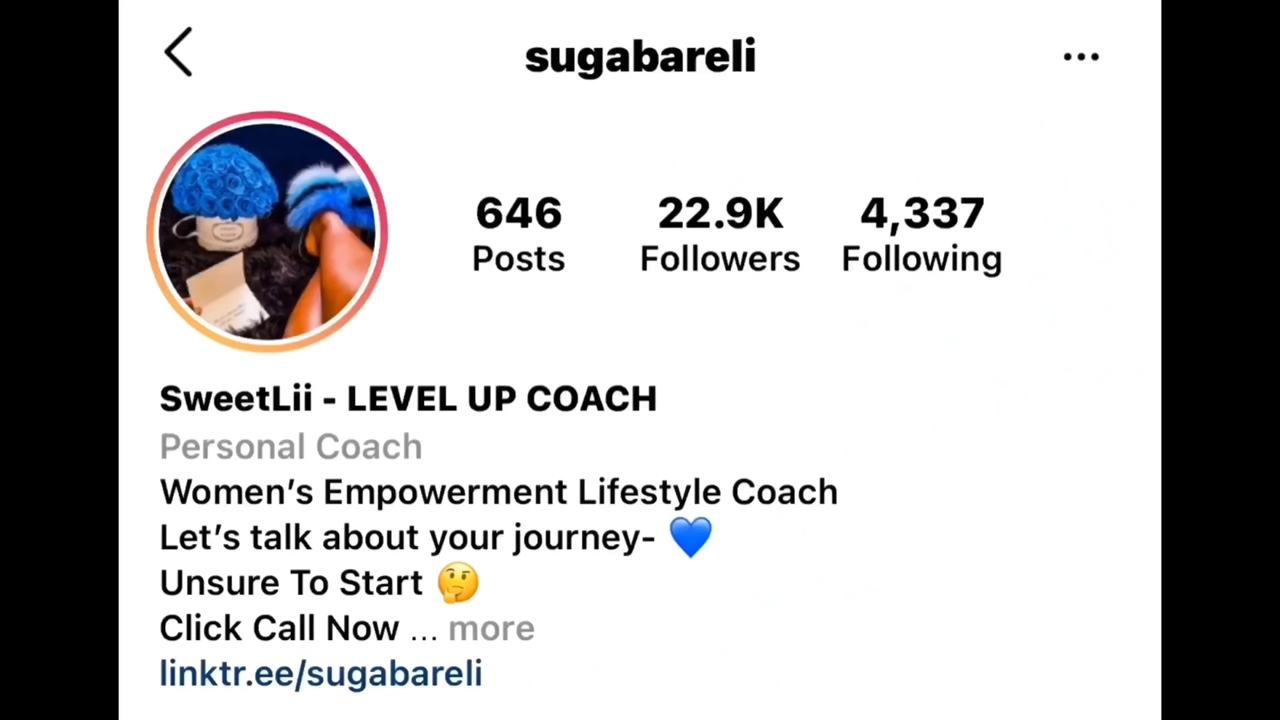 sugabareli
646 22.9K 4,337
Posts Followers Following
SweetLii - LEVEL UP COACH
Personal Coach
Women’s Empowerment Lifestyle Coach
Let’s talk about your journey- 💙
Unsure To Start 🤔
Click Call Now ... more
linktr.ee/sugabareli